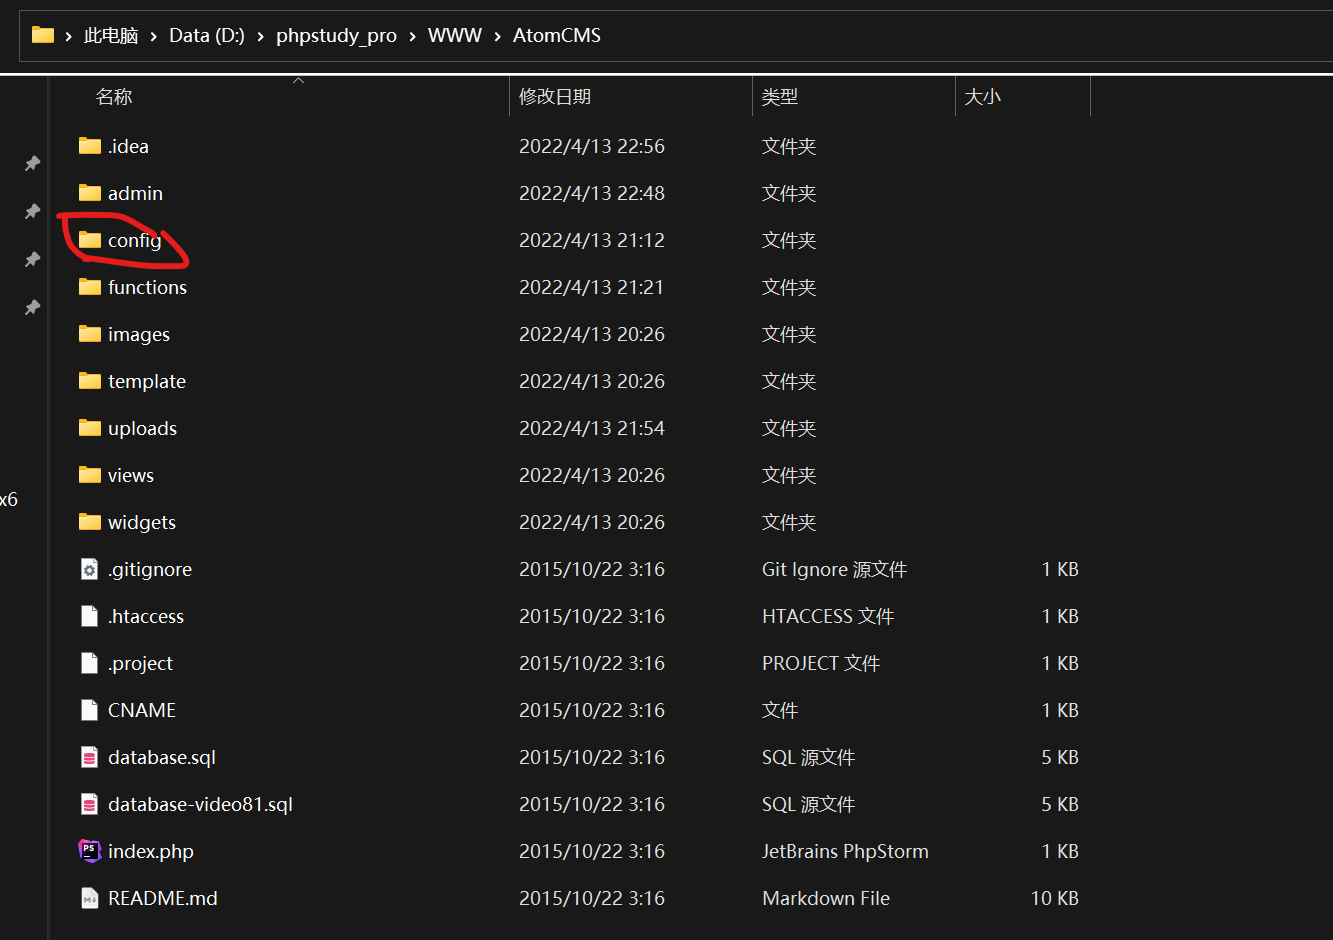 此电脑 > Data (D:) > phpstudy_pro > WWW > AtomCMS
名称 修改日期 类型 大小
.idea 2022/4/13 22:56 文件夹
admin 2022/4/13 22:48 文件夹
config 2022/4/13 21:12 文件夹
functions 2022/4/13 21:21 文件夹
images 2022/4/13 20:26 文件夹
template 2022/4/13 20:26 文件夹
uploads 2022/4/13 21:54 文件夹
views 2022/4/13 20:26 文件夹
x6
widgets 2022/4/13 20:26 文件夹
.gitignore 2015/10/22 3:16 Git Ignore 源文件 1 KB
.htaccess 2015/10/22 3:16 HTACCESS 文件 1 KB
.project 2015/10/22 3:16 PROJECT 文件 1 KB
CNAME 2015/10/22 3:16 文件 1 KB
database.sql 2015/10/22 3:16 SQL 源文件 5 KB
database-video81.sql 2015/10/22 3:16 SQL 源文件 5 KB
index.php 2015/10/22 3:16 JetBrains PhpStorm 1 KB
README.md 2015/10/22 3:16 Markdown File 10 KB